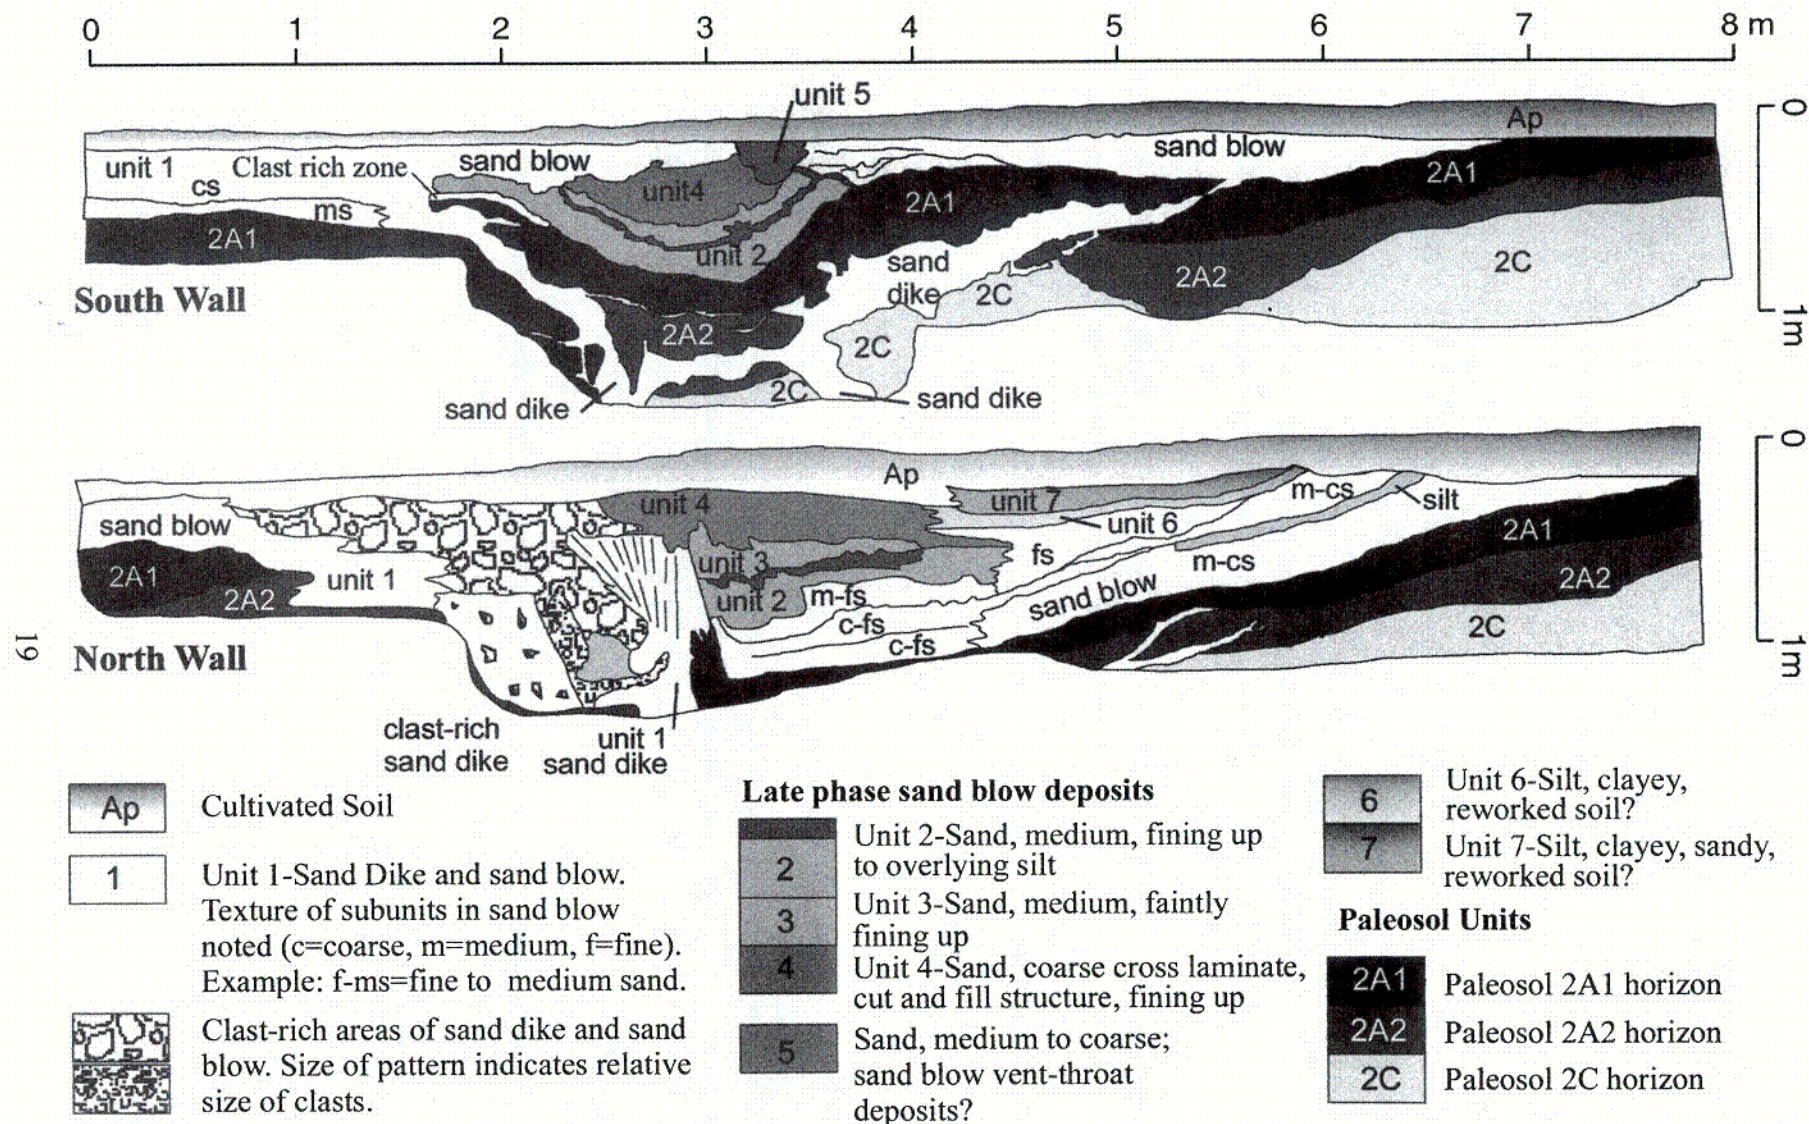 0 1 2 3 4 5 6 7 8 m
unit 5
0
Ap
unit 1
Clast rich zone
sand blow
sand blow
cs
unit4
2A1
ms
2A1
2A1
unit 2
sand
dike
2C
2A2
2C
South Wall
1m
2A2
2C
2C
sand dike
sand dike
0
Ap
unit 4
unit 7
m-cs
silt
sand blow
unit 6
2A1
fs
2A1
unit 3
m-cs
unit 1
2A2
2A2
unit 2
m-fs
sand blow
c-fs
2C
c-fs
North Wall
1m
19
clast-rich
sand dike
unit 1
sand dike
Ap
Cultivated Soil
1
Unit 1-Sand Dike and sand blow.
Texture of subunits in sand blow
noted (c=coarse, m=medium, f=fine).
Example: f-ms=fine to medium sand.
Clast-rich areas of sand dike and sand
blow. Size of pattern indicates relative
size of clasts.
Late phase sand blow deposits
2
Unit 2-Sand, medium, fining up
to overlying silt
3
Unit 3-Sand, medium, faintly
fining up
4
Unit 4-Sand, coarse cross laminate,
cut and fill structure, fining up
5
Sand, medium to coarse;
sand blow vent-throat
deposits?
6
Unit 6-Silt, clayey,
reworked soil?
7
Unit 7-Silt, clayey, sandy,
reworked soil?
Paleosol Units
2A1
Paleosol 2A1 horizon
2A2
Paleosol 2A2 horizon
2C
Paleosol 2C horizon